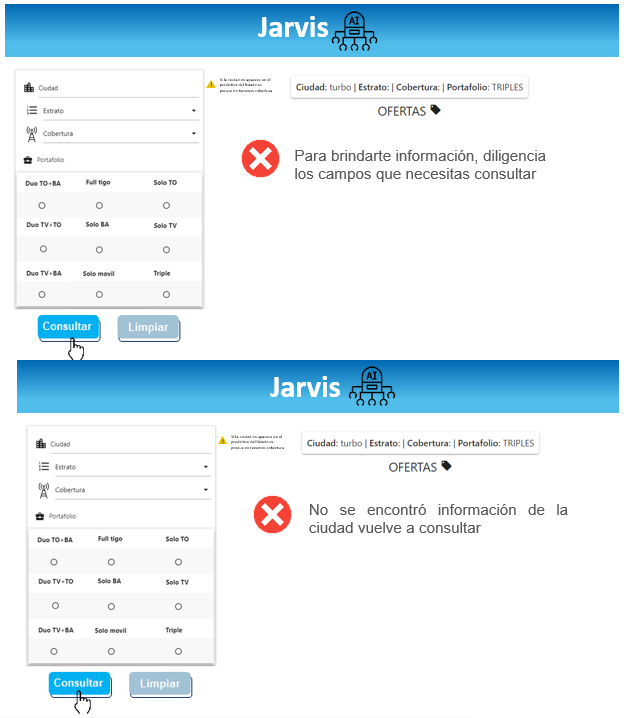 Jarvis AI
Ciudad
Si la ciudad no aparece en el
predictivo del listado es
porque no tenemos cobertura
Estrato
Cobertura
Portafolio
Duo TO+BA Full tigo Solo TO
Duo TV+TO Solo BA Solo TV
Duo TV+BA Solo movil Triple
Consultar Limpiar
Ciudad: turbo | Estrato: | Cobertura: | Portafolio: TRIPLES
OFERTAS
Para brindarte información, diligencia
los campos que necesitas consultar
Jarvis AI
Ciudad
Si la ciudad no aparece en el
predictivo del listado es
porque no tenemos cobertura
Estrato
Cobertura
Portafolio
Duo TO+BA Full tigo Solo TO
Duo TV+TO Solo BA Solo TV
Duo TV+BA Solo movil Triple
Consultar Limpiar
Ciudad: turbo | Estrato: | Cobertura: | Portafolio: TRIPLES
OFERTAS
No se encontró información de la
ciudad vuelve a consultar